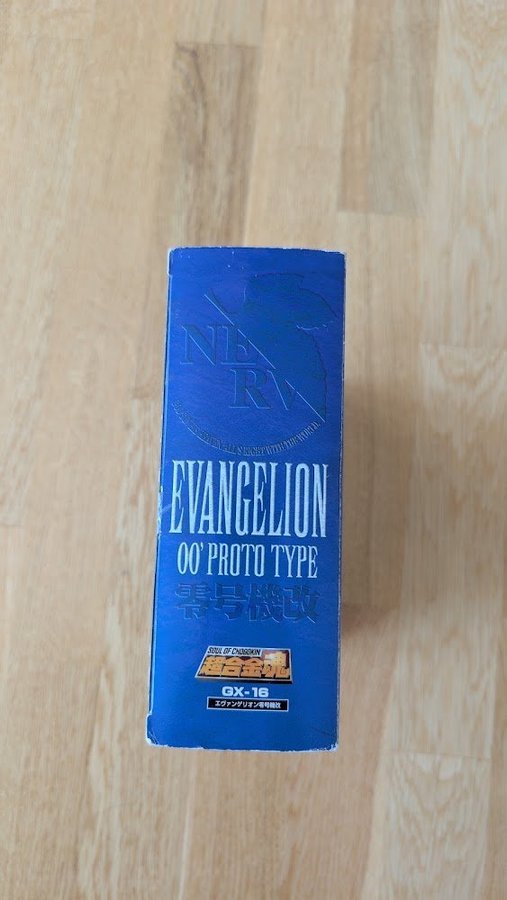 NE
RV
GOD'S IN HIS HEAVEN. ALL'S RIGHT WITH THE WORLD.
EVANGELION
00' PROTO TYPE
零号機改
SOUL OF CHOGOKIN
超合金魂
GX-16
エヴァンゲリオン零号機改